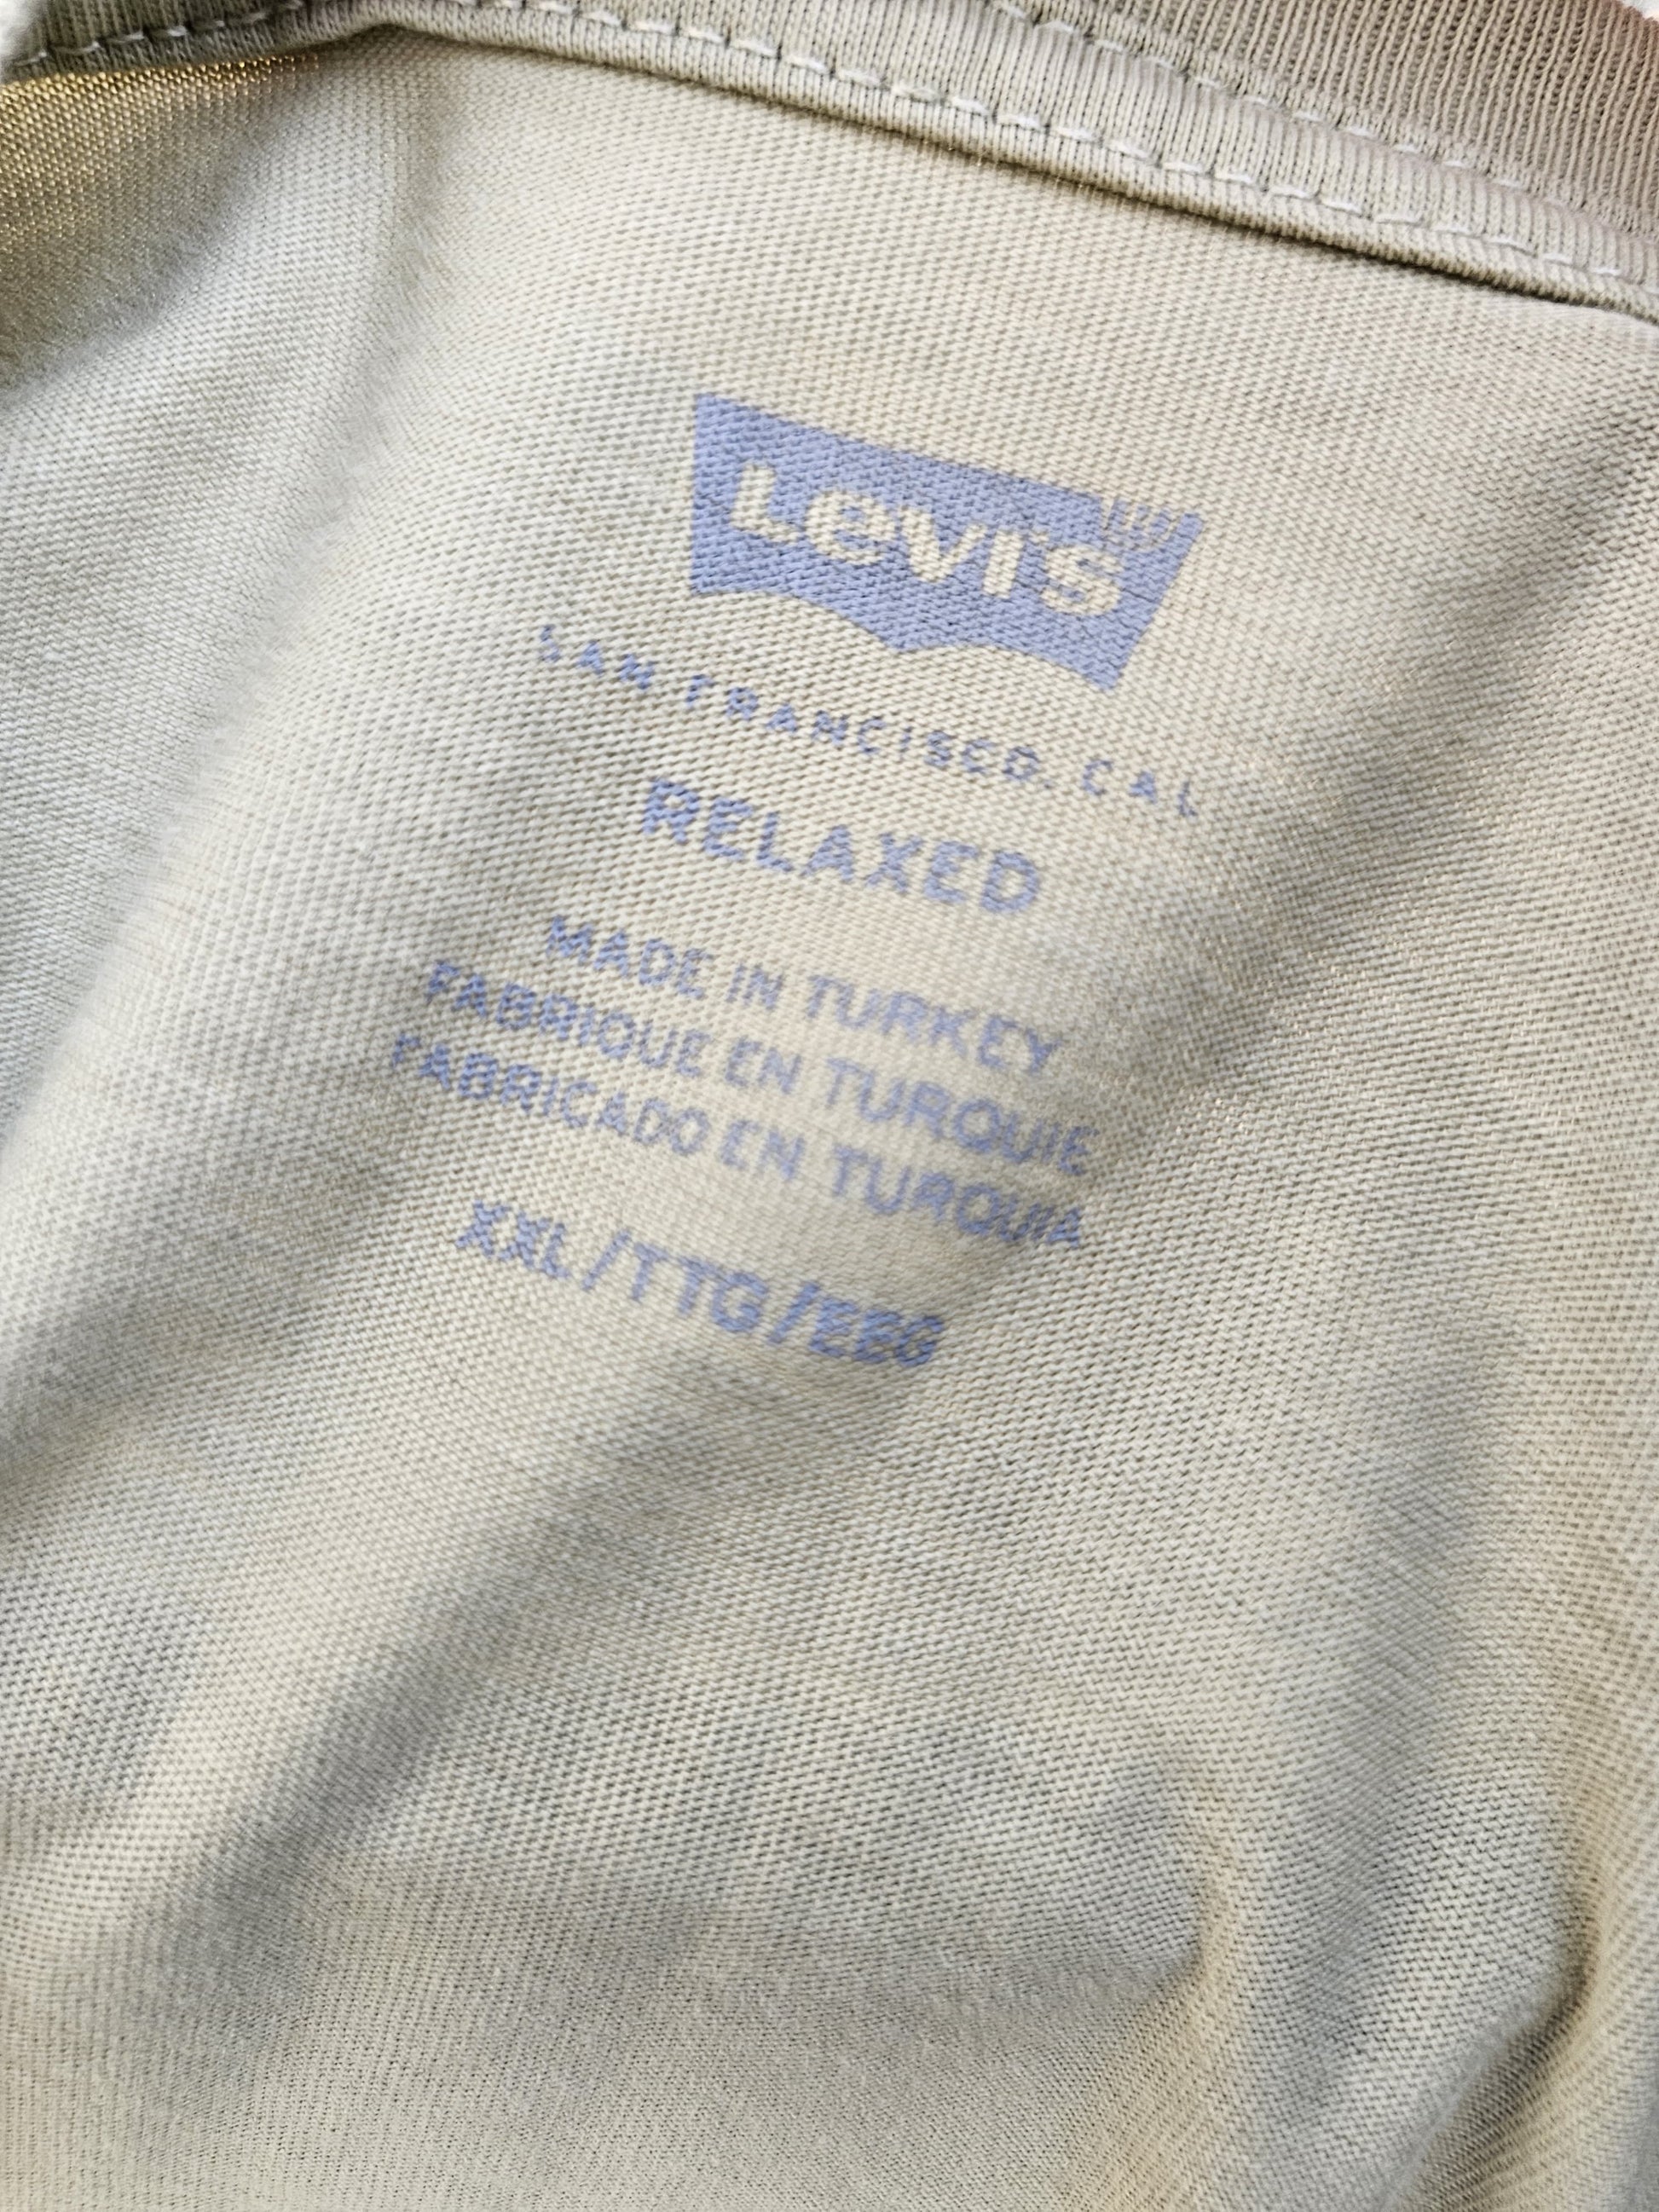 Levi's
SAN FRANCISCO, CAL
RELAXED
MADE IN TURKEY
FABRIQUE EN TURQUIE
FABRICADO EN TURQUIA
XXL/TTG/EEG